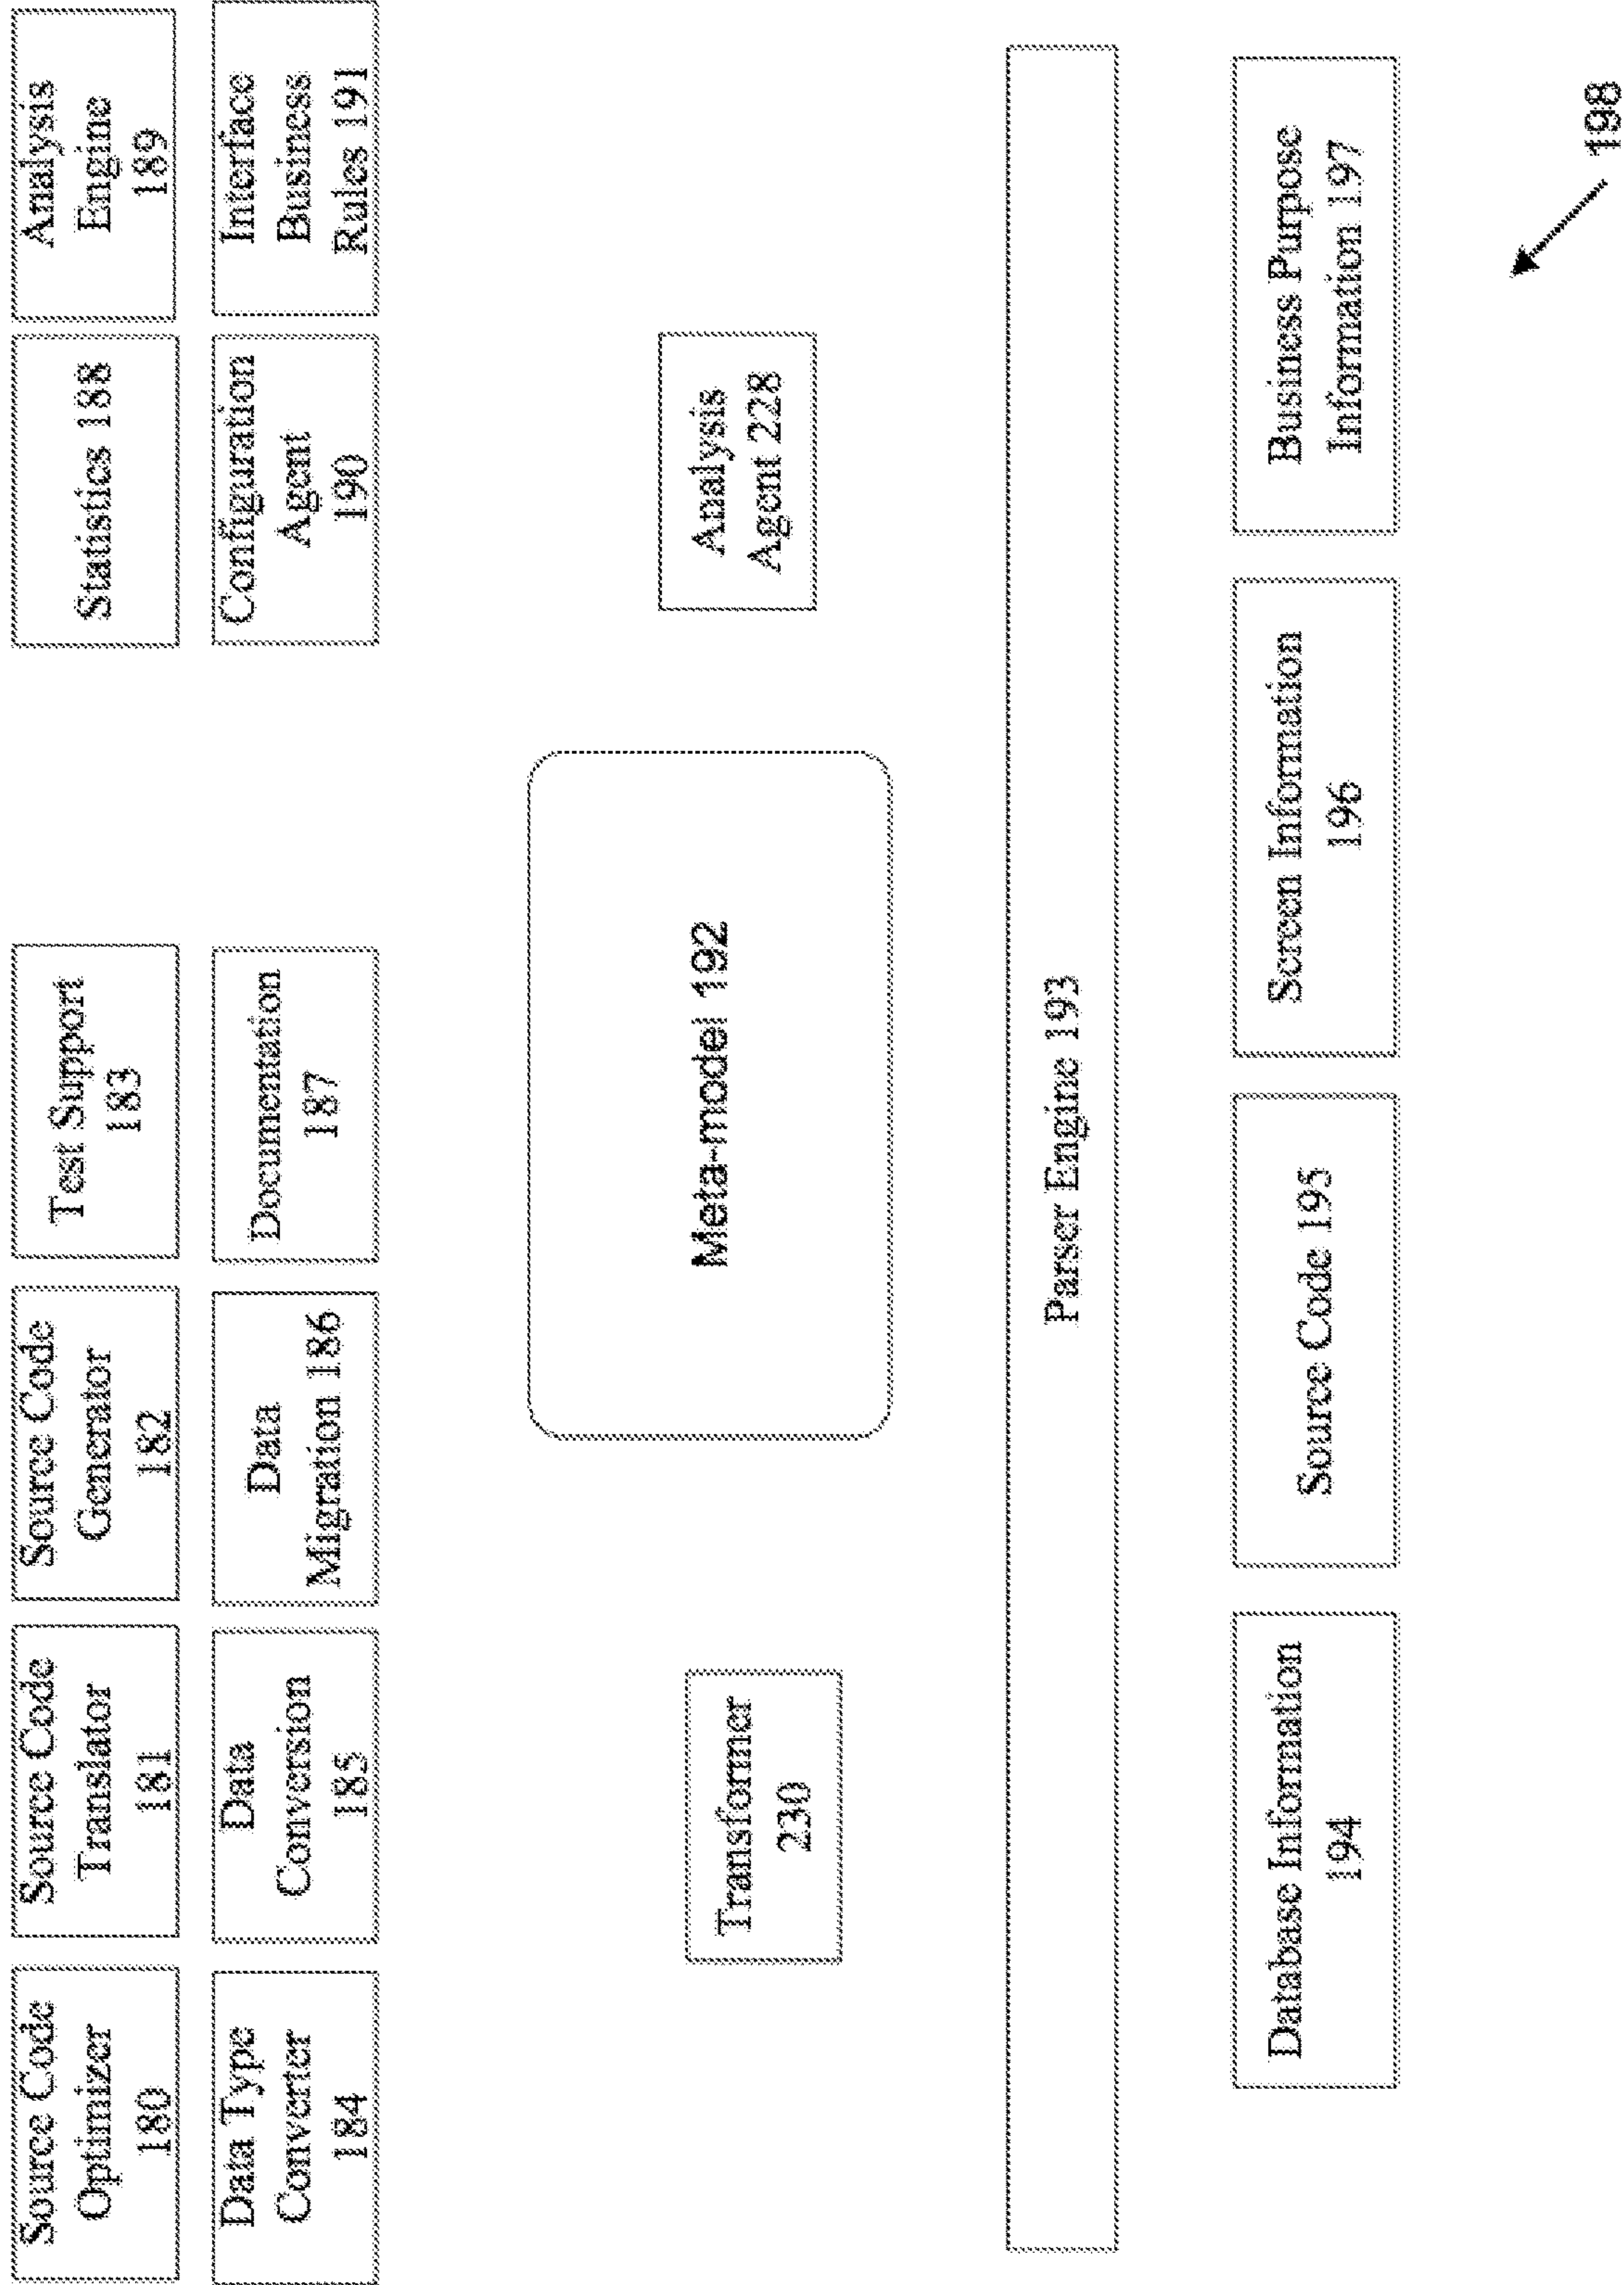 Source Code
Optimizer
180
Source Code
Translator
181
Source Code
Generator
182
Test Support
183
Statistics 188
Analysis
Engine
189
Data Type
Converter
184
Data
Conversion
185
Data
Migration 186
Documentation
187
Configuration
Agent
190
Interface
Business
Rules 191
Transformer
230
Meta-model 192
Analysis
Agent 228
Parser Engine 193
Database Information
194
Source Code 195
Screen Information
196
Business Purpose
Information 197
198